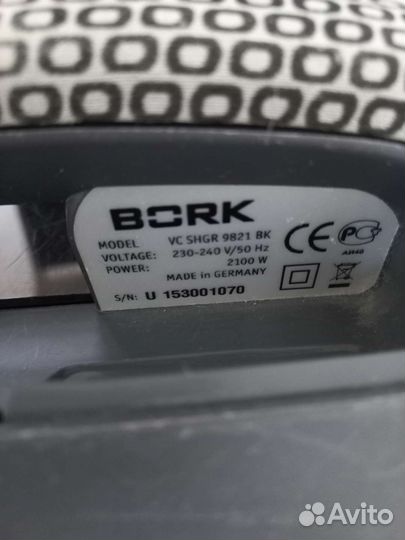 BORK
MODEL VC SHGR 9821 BK
VOLTAGE: 230-240 V/50 Hz
POWER: 2100 W
MADE IN GERMANY
S/N: U 153001070
CE
АИ48
Avito